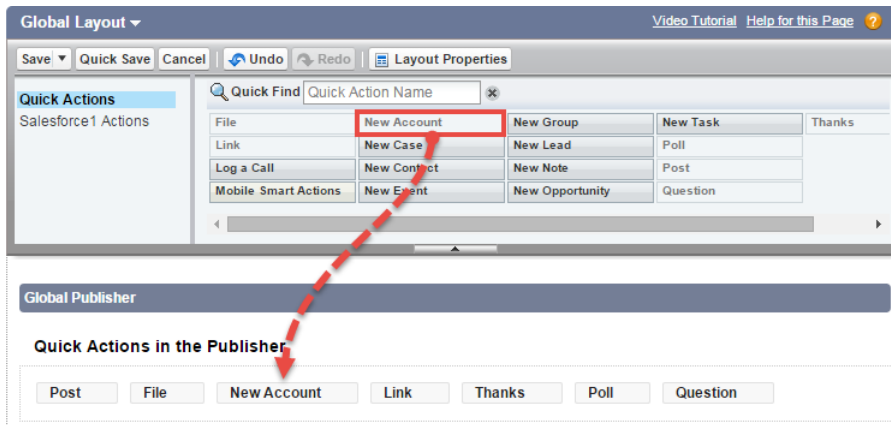 Global Layout Video Tutorial Help for this Page ?
Save Quick Save Cancel Undo Redo Layout Properties
Quick Actions
Salesforce1 Actions
Quick Find Quick Action Name
File New Account New Group New Task Thanks
Link New Case New Lead Poll
Log a Call New Contact New Note Post
Mobile Smart Actions New Event New Opportunity Question
Global Publisher
Quick Actions in the Publisher
Post File New Account Link Thanks Poll Question